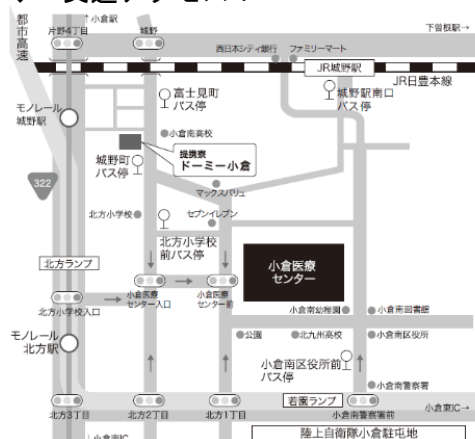 ↑小倉駅
都市高速
片野4丁目
城野
下曽根駅→
西日本シティ銀行
ファミリーマート
JR城野駅
JR日豊本線
富士見町
バス停
城野駅南口
バス停
モノレール
城野駅
小倉南高校
提携寮
ドーミー小倉
城野町
バス停
322
マックスバリュ
北方小学校
セブンイレブン
北方小学校
前バス停
北方ランプ
小倉医療
センター
小倉医療
センター入口
小倉医療
センター前
北方小学校入口
小倉南幼稚園
小倉南図書館
モノレール
北方駅
公園
北九州高校
小倉南区役所
小倉南区役所前
バス停
小倉南警察署
若園ランプ
小倉東IC→
北方3丁目
北方2丁目
北方1丁目
小倉南警察署前
陸上自衛隊小倉駐屯地